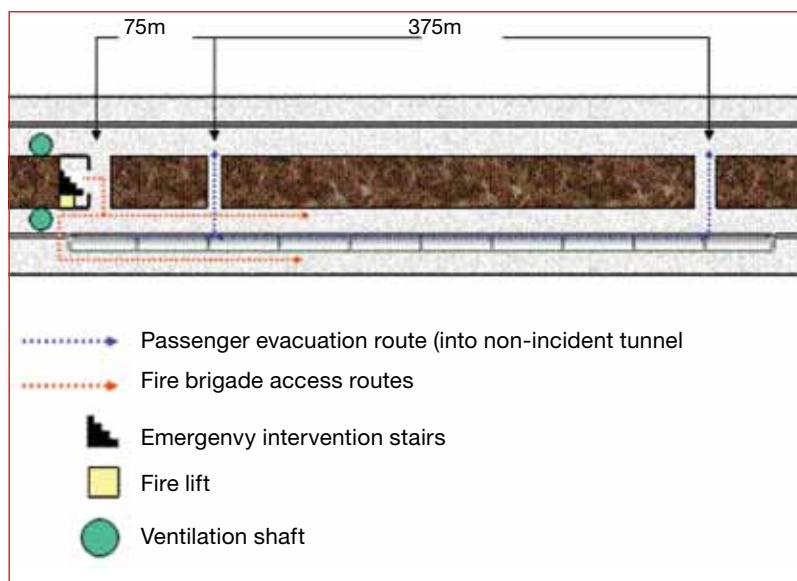 75m 375m
Passenger evacuation route (into non-incident tunnel
Fire brigade access routes
Emergenvy intervention stairs
Fire lift
Ventilation shaft